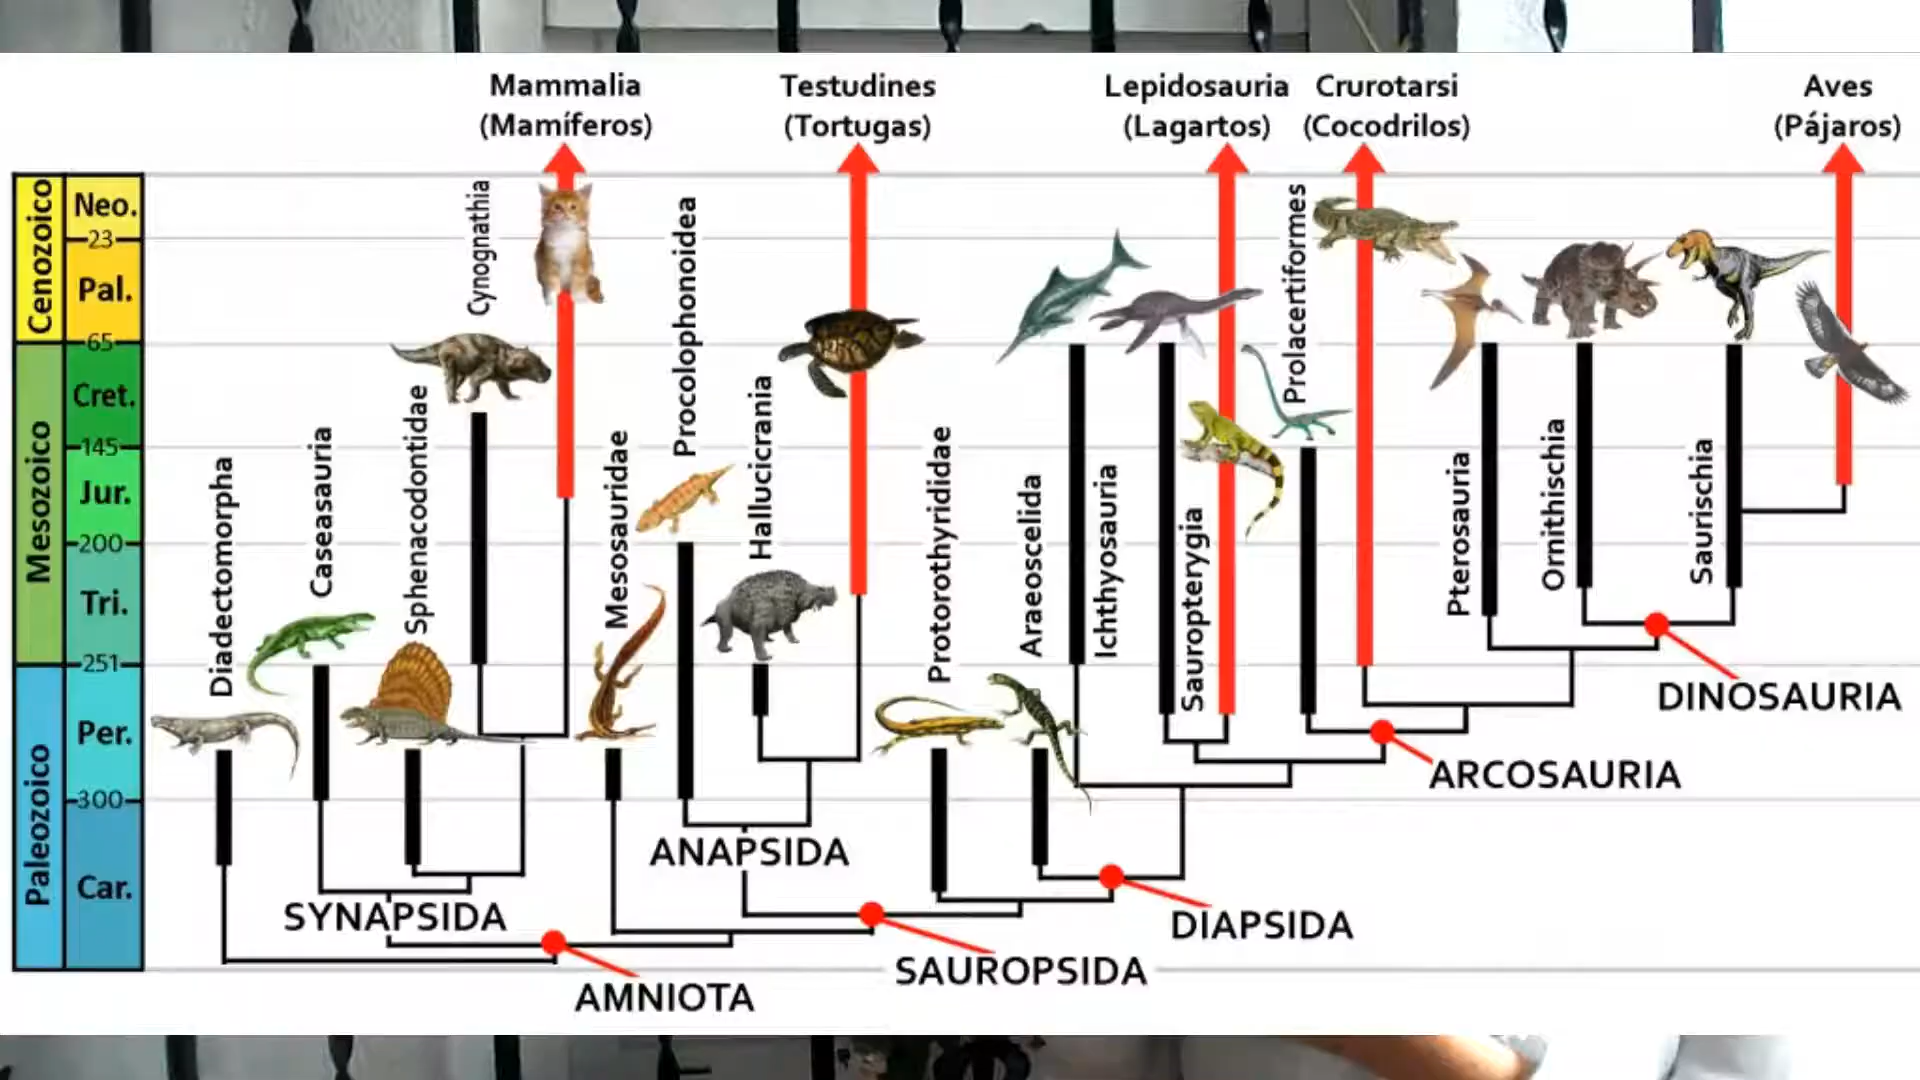 Mammalia
(Mamíferos)
Testudines
(Tortugas)
Lepidosauria
(Lagartos)
Crurotarsi
(Cocodrilos)
Aves
(Pájaros)
Cenozoico
Neo.
23
Pal.
65
Mesozoico
Cret.
145
Jur.
200
Tri.
251
Paleozoico
Per.
300
Car.
Diadectomorpha
Caseasauria
Sphenacodontidae
Cynognathia
Mesosauridae
Procolophonoidea
Hallucicrania
Protorothyrididae
Araeoscelida
Ichthyosauria
Sauropterygia
Prolacertiformes
Pterosauria
Ornithischia
Saurischia
DINOSAURIA
ARCOSAURIA
ANAPSIDA
SYNAPSIDA
DIAPSIDA
SAUROPSIDA
AMNIOTA